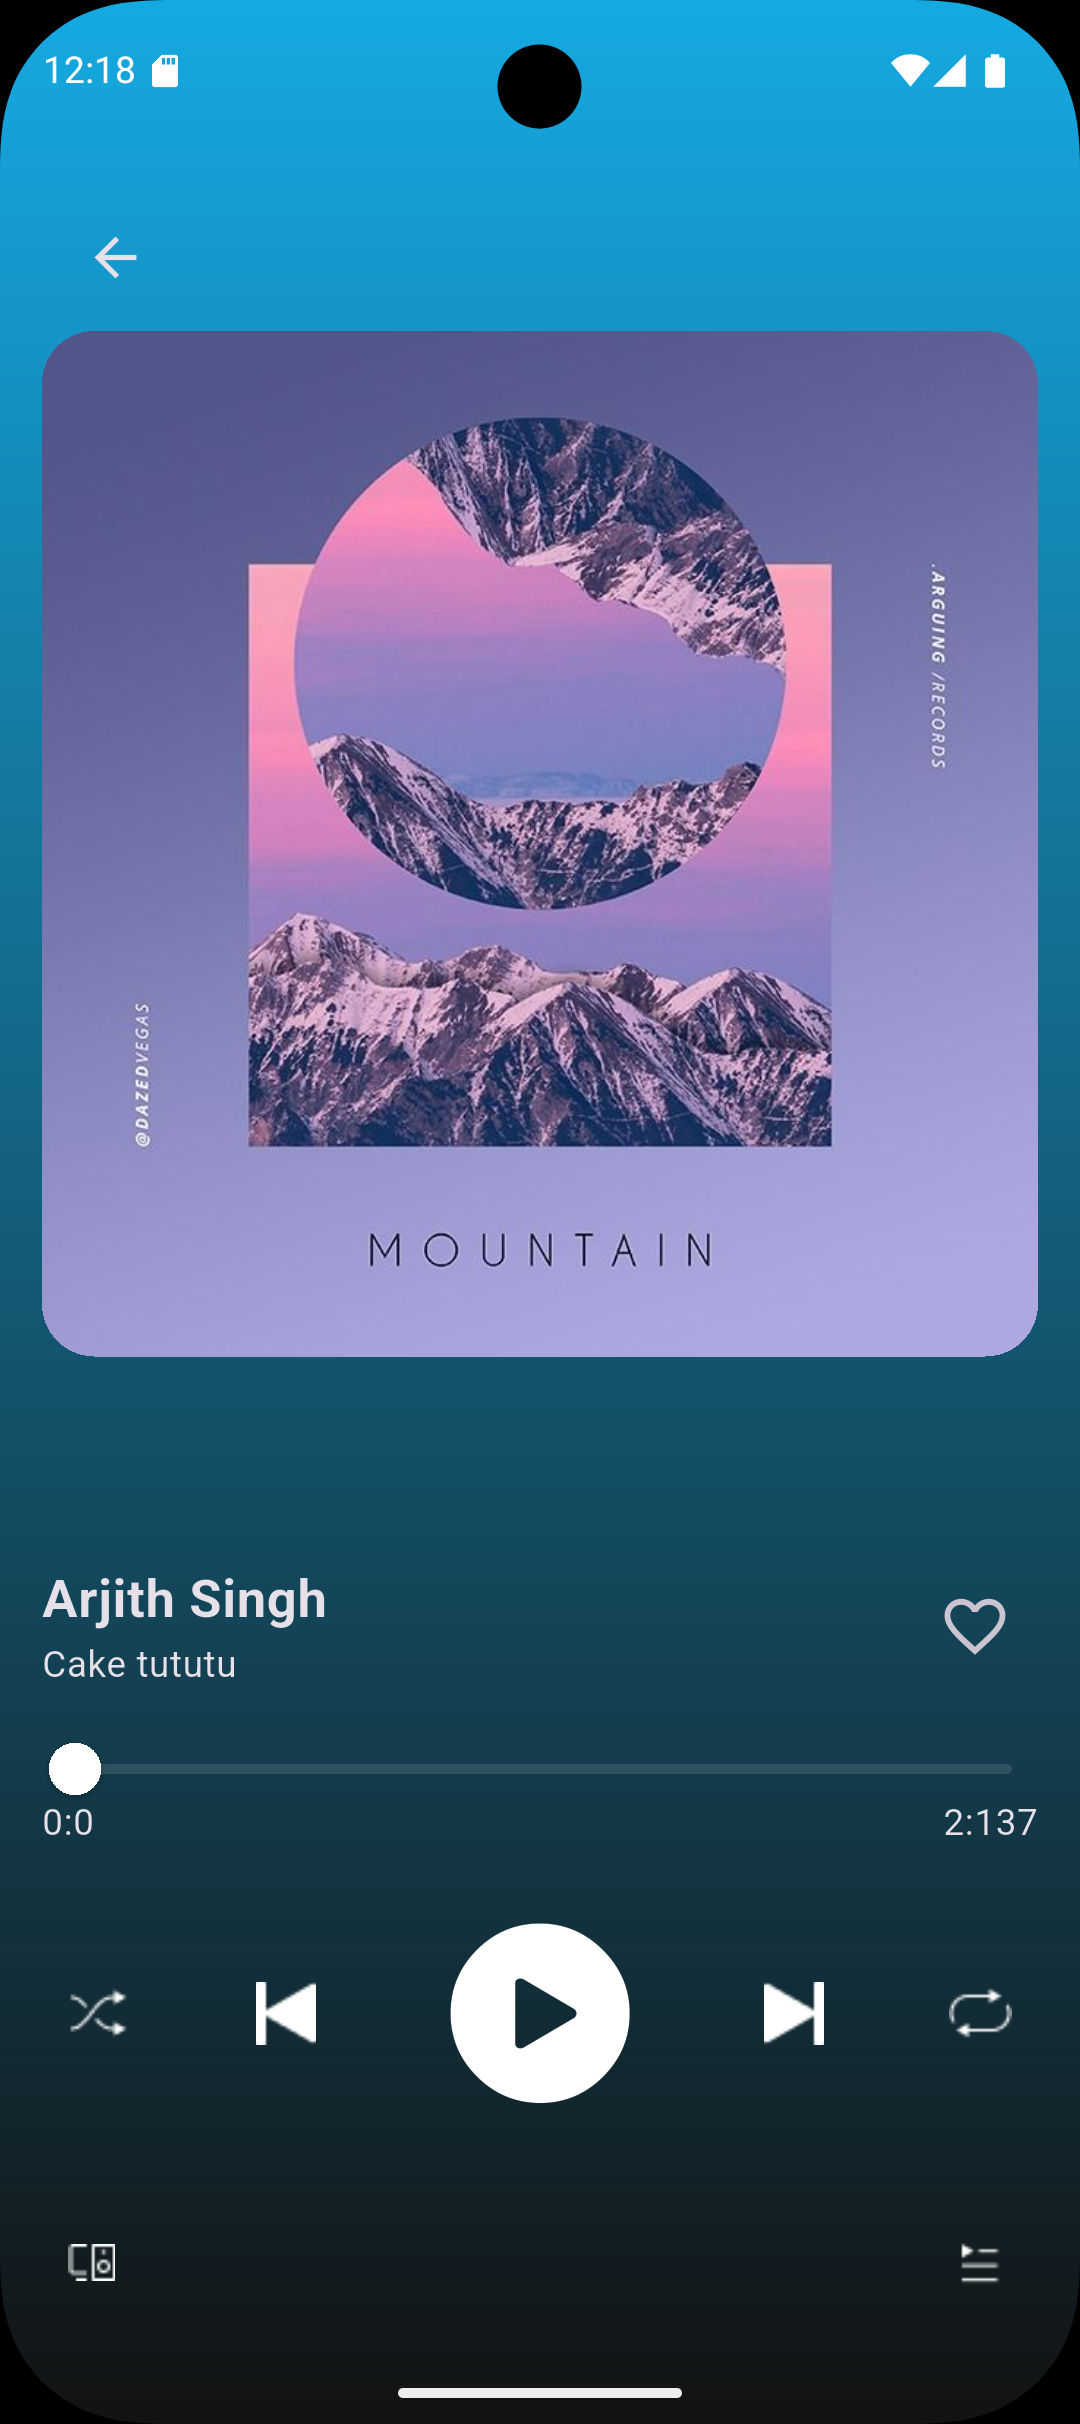 12:18
.ARGUING /RECORDS
@DAZEDVEGAS
MOUNTAIN
Arjith Singh
Cake tututu
0:0
2:137